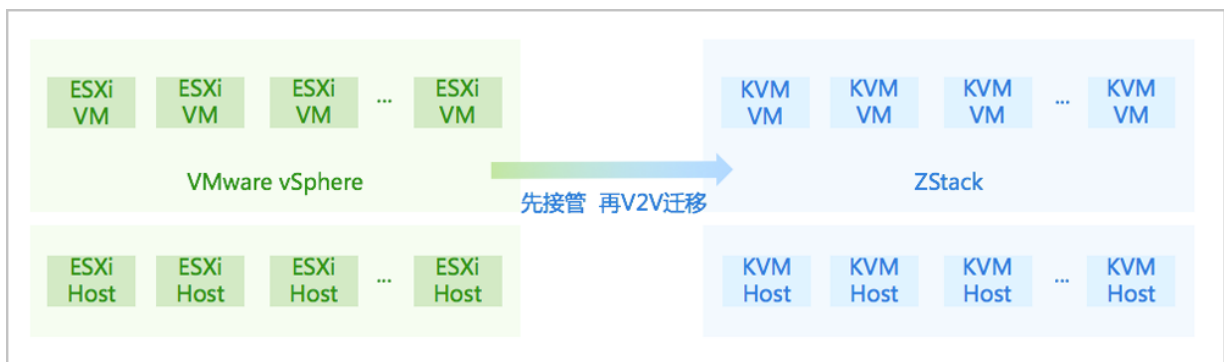 ESXi VM ESXi VM ESXi VM ... ESXi VM
VMware vSphere
KVM VM KVM VM KVM VM ... KVM VM
ZStack
先接管 再V2V迁移
ESXi Host ESXi Host ESXi Host ... ESXi Host
KVM Host KVM Host KVM Host ... KVM Host